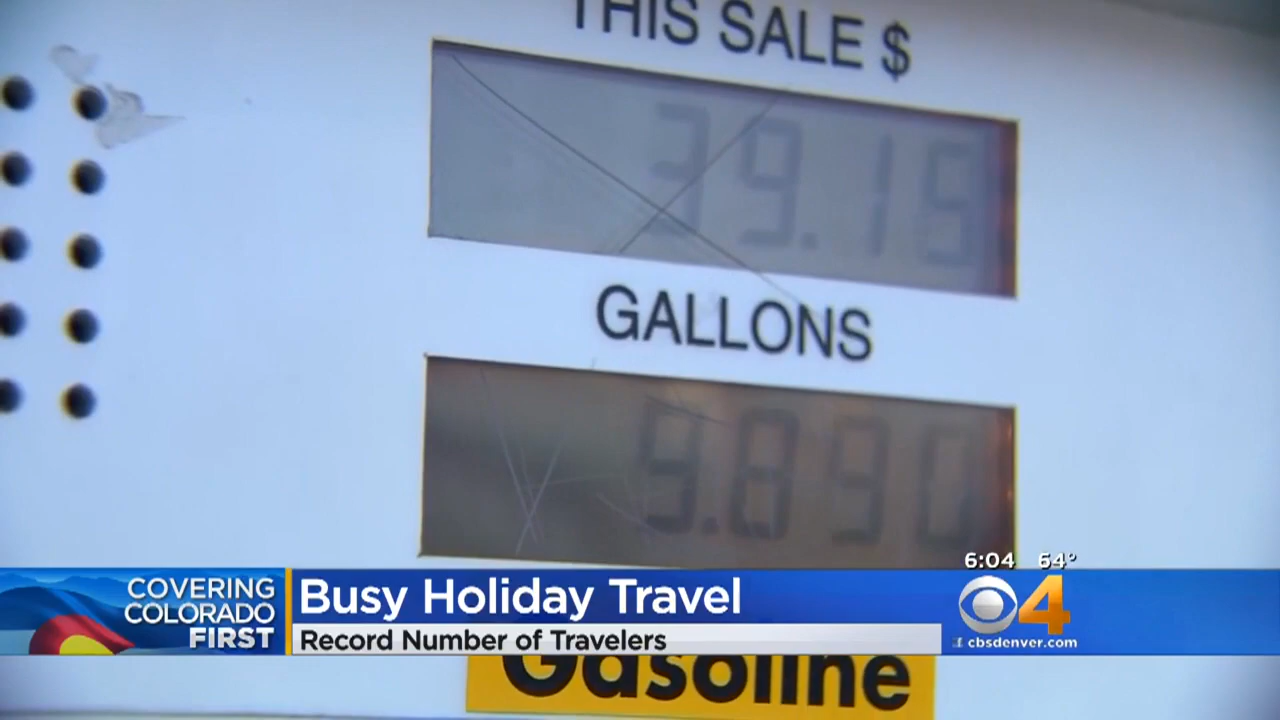 THIS SALE $
39.15
GALLONS
9.890
6:04 64°
COVERING
COLORADO
FIRST
Busy Holiday Travel
Record Number of Travelers
4
cbsdenver.com
Gasoline